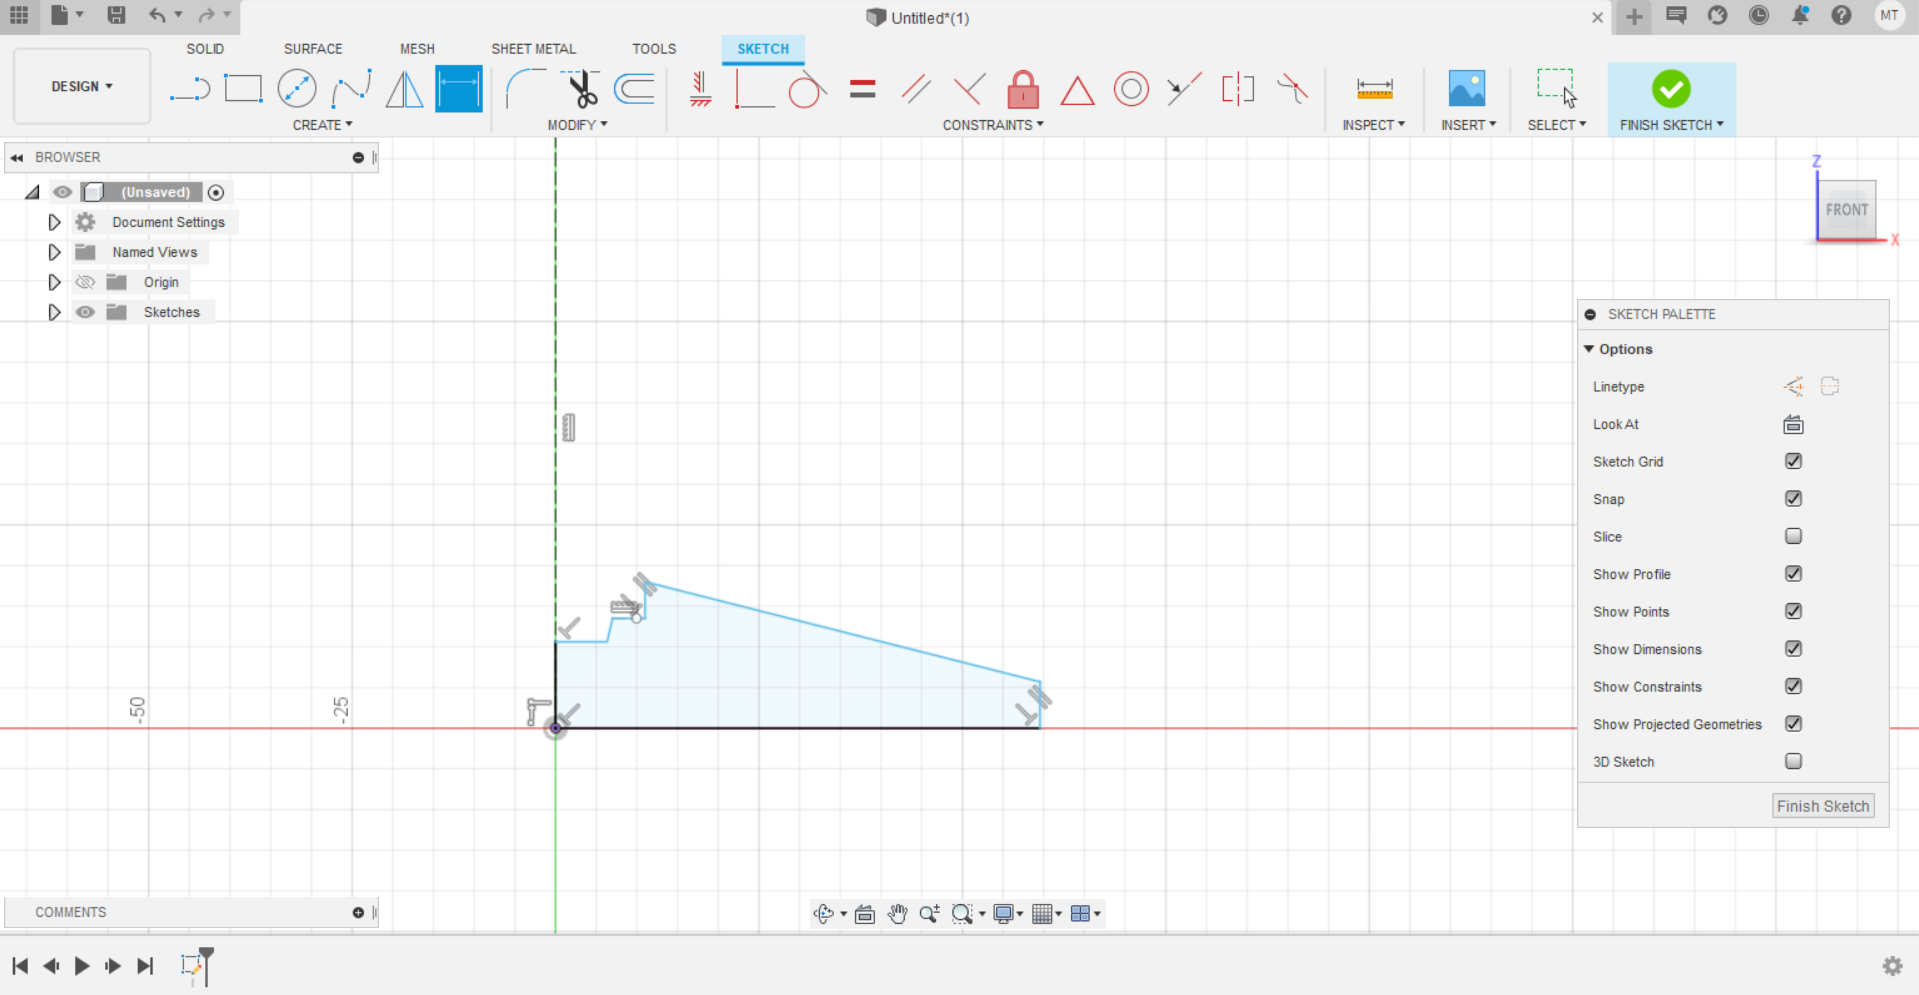 Untitled*(1)
MT
SOLID SURFACE MESH SHEET METAL TOOLS SKETCH
DESIGN
CREATE MODIFY CONSTRAINTS INSPECT INSERT SELECT FINISH SKETCH
BROWSER
(Unsaved)
Document Settings
Named Views
Origin
Sketches
Z
FRONT
X
SKETCH PALETTE
Options
Linetype
Look At
Sketch Grid
Snap
Slice
Show Profile
Show Points
Show Dimensions
Show Constraints
Show Projected Geometries
3D Sketch
Finish Sketch
-50
-25
COMMENTS